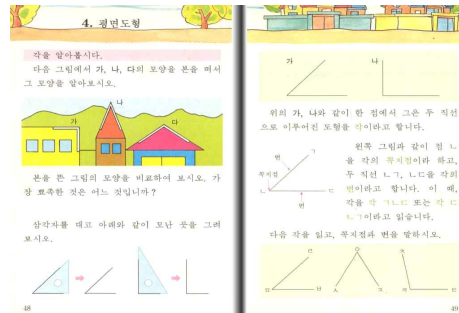 4. 평면도형
각을 알아봅시다.
다음 그림에서 가, 나, 다의 모양을 본을 떠서
그 모양을 알아보시오.
나
가
다
본을 뜬 그림의 모양을 비교하여 보시오. 가
장 뾰족한 것은 어느 것입니까?
삼각자를 대고 아래와 같이 모난 곳을 그려
보시오.
48
가
나
위의 가, 나와 같이 한 점에서 그은 두 직선
으로 이루어진 도형을 각이라고 합니다.
왼쪽 그림과 같이 점 ㄴ
을 각의 꼭지점이라 하고,
두 직선 ㄴㄱ, ㄴㄷ을 각의
변이라고 합니다. 이 때,
각을 각 ㄱㄴㄷ 또는 각 ㄷ
ㄴㄱ이라고 읽습니다.
변
ㄱ
꼭지점
ㄴ
ㄷ
변
다음 각을 읽고, 꼭지점과 변을 말하시오.
ㄹ
ㅁ
ㅂ
ㅇ
ㅅ
ㅈ
49